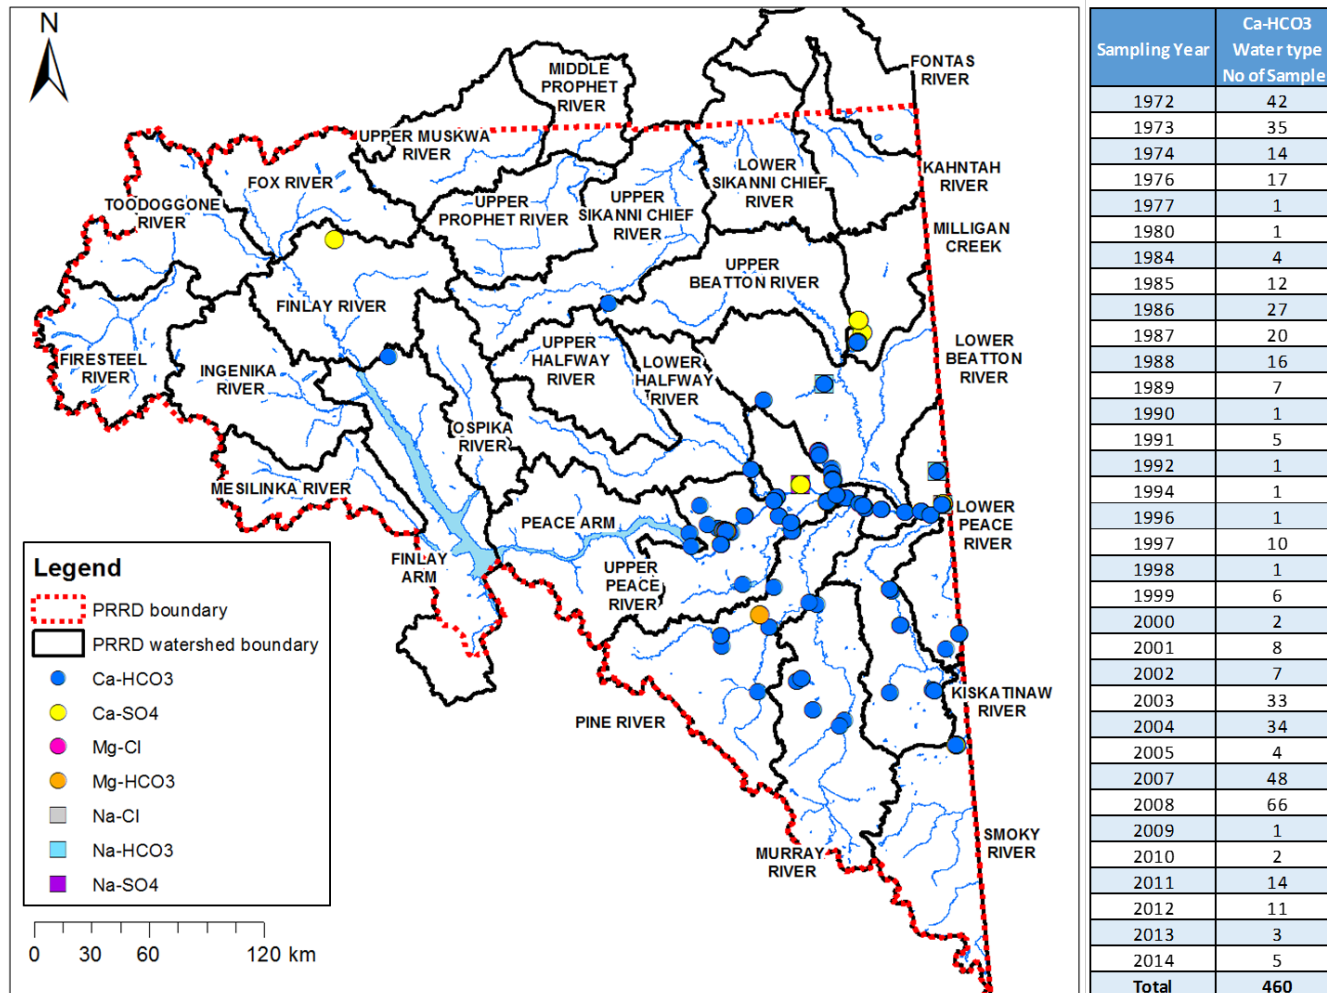 N
MIDDLE
PROPHET
RIVER
FONTAS
RIVER
UPPER MUSKWA
RIVER
FOX RIVER
LOWER
SIKANNI CHIEF
RIVER
KAHNTAH
RIVER
TOODOGGONE
RIVER
UPPER
PROPHET RIVER
UPPER
SIKANNI CHIEF
RIVER
MILLIGAN
CREEK
UPPER
BEATTON RIVER
FINLAY RIVER
FIRESTEEL
RIVER
INGENIKA
RIVER
UPPER
HALFWAY
RIVER
LOWER
HALFWAY
RIVER
LOWER
BEATTON
RIVER
OSPIKA
RIVER
MESILINKA RIVER
PEACE ARM
LOWER
PEACE
RIVER
FINLAY
ARM
UPPER
PEACE
RIVER
PINE RIVER
KISKATINAW
RIVER
MURRAY
RIVER
SMOKY
RIVER
Legend
PRRD boundary
PRRD watershed boundary
Ca-HCO3
Ca-SO4
Mg-Cl
Mg-HCO3
Na-Cl
Na-HCO3
Na-SO4
0 30 60 120 km
Sampling Year Ca-HCO3
Water type
No of Sample
1972 42
1973 35
1974 14
1976 17
1977 1
1980 1
1984 4
1985 12
1986 27
1987 20
1988 16
1989 7
1990 1
1991 5
1992 1
1994 1
1996 1
1997 10
1998 1
1999 6
2000 2
2001 8
2002 7
2003 33
2004 34
2005 4
2007 48
2008 66
2009 1
2010 2
2011 14
2012 11
2013 3
2014 5
Total 460